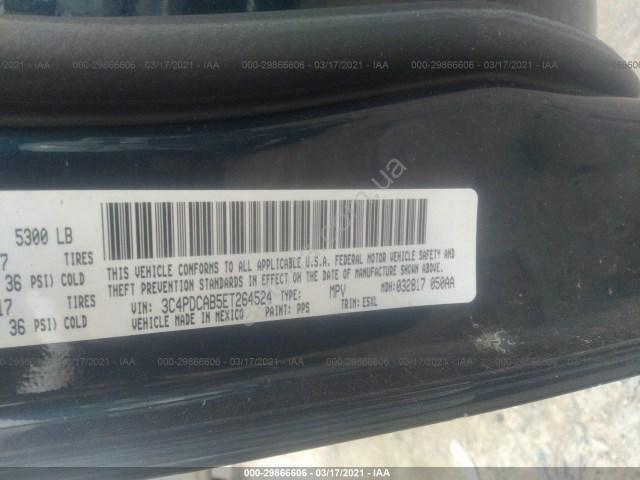 000-29866606 - 03/17/2021 - IAA
5300 LB
7 TIRES
36 PSI) COLD
17 TIRES
36 PSI) COLD
THIS VEHICLE CONFORMS TO ALL APPLICABLE U.S.A. FEDERAL MOTOR VEHICLE SAFETY AND
THEFT PREVENTION STANDARDS IN EFFECT ON THE DATE OF MANUFACTURE SHOWN ABOVE.
VIN: 3C4PDCAB5ET264524 TYPE: MPV MDH:032817 050AA
VEHICLE MADE IN MEXICO PAINT: PPS TRIM: E5XL
000-29866606 - 03/17/2021 - IAA